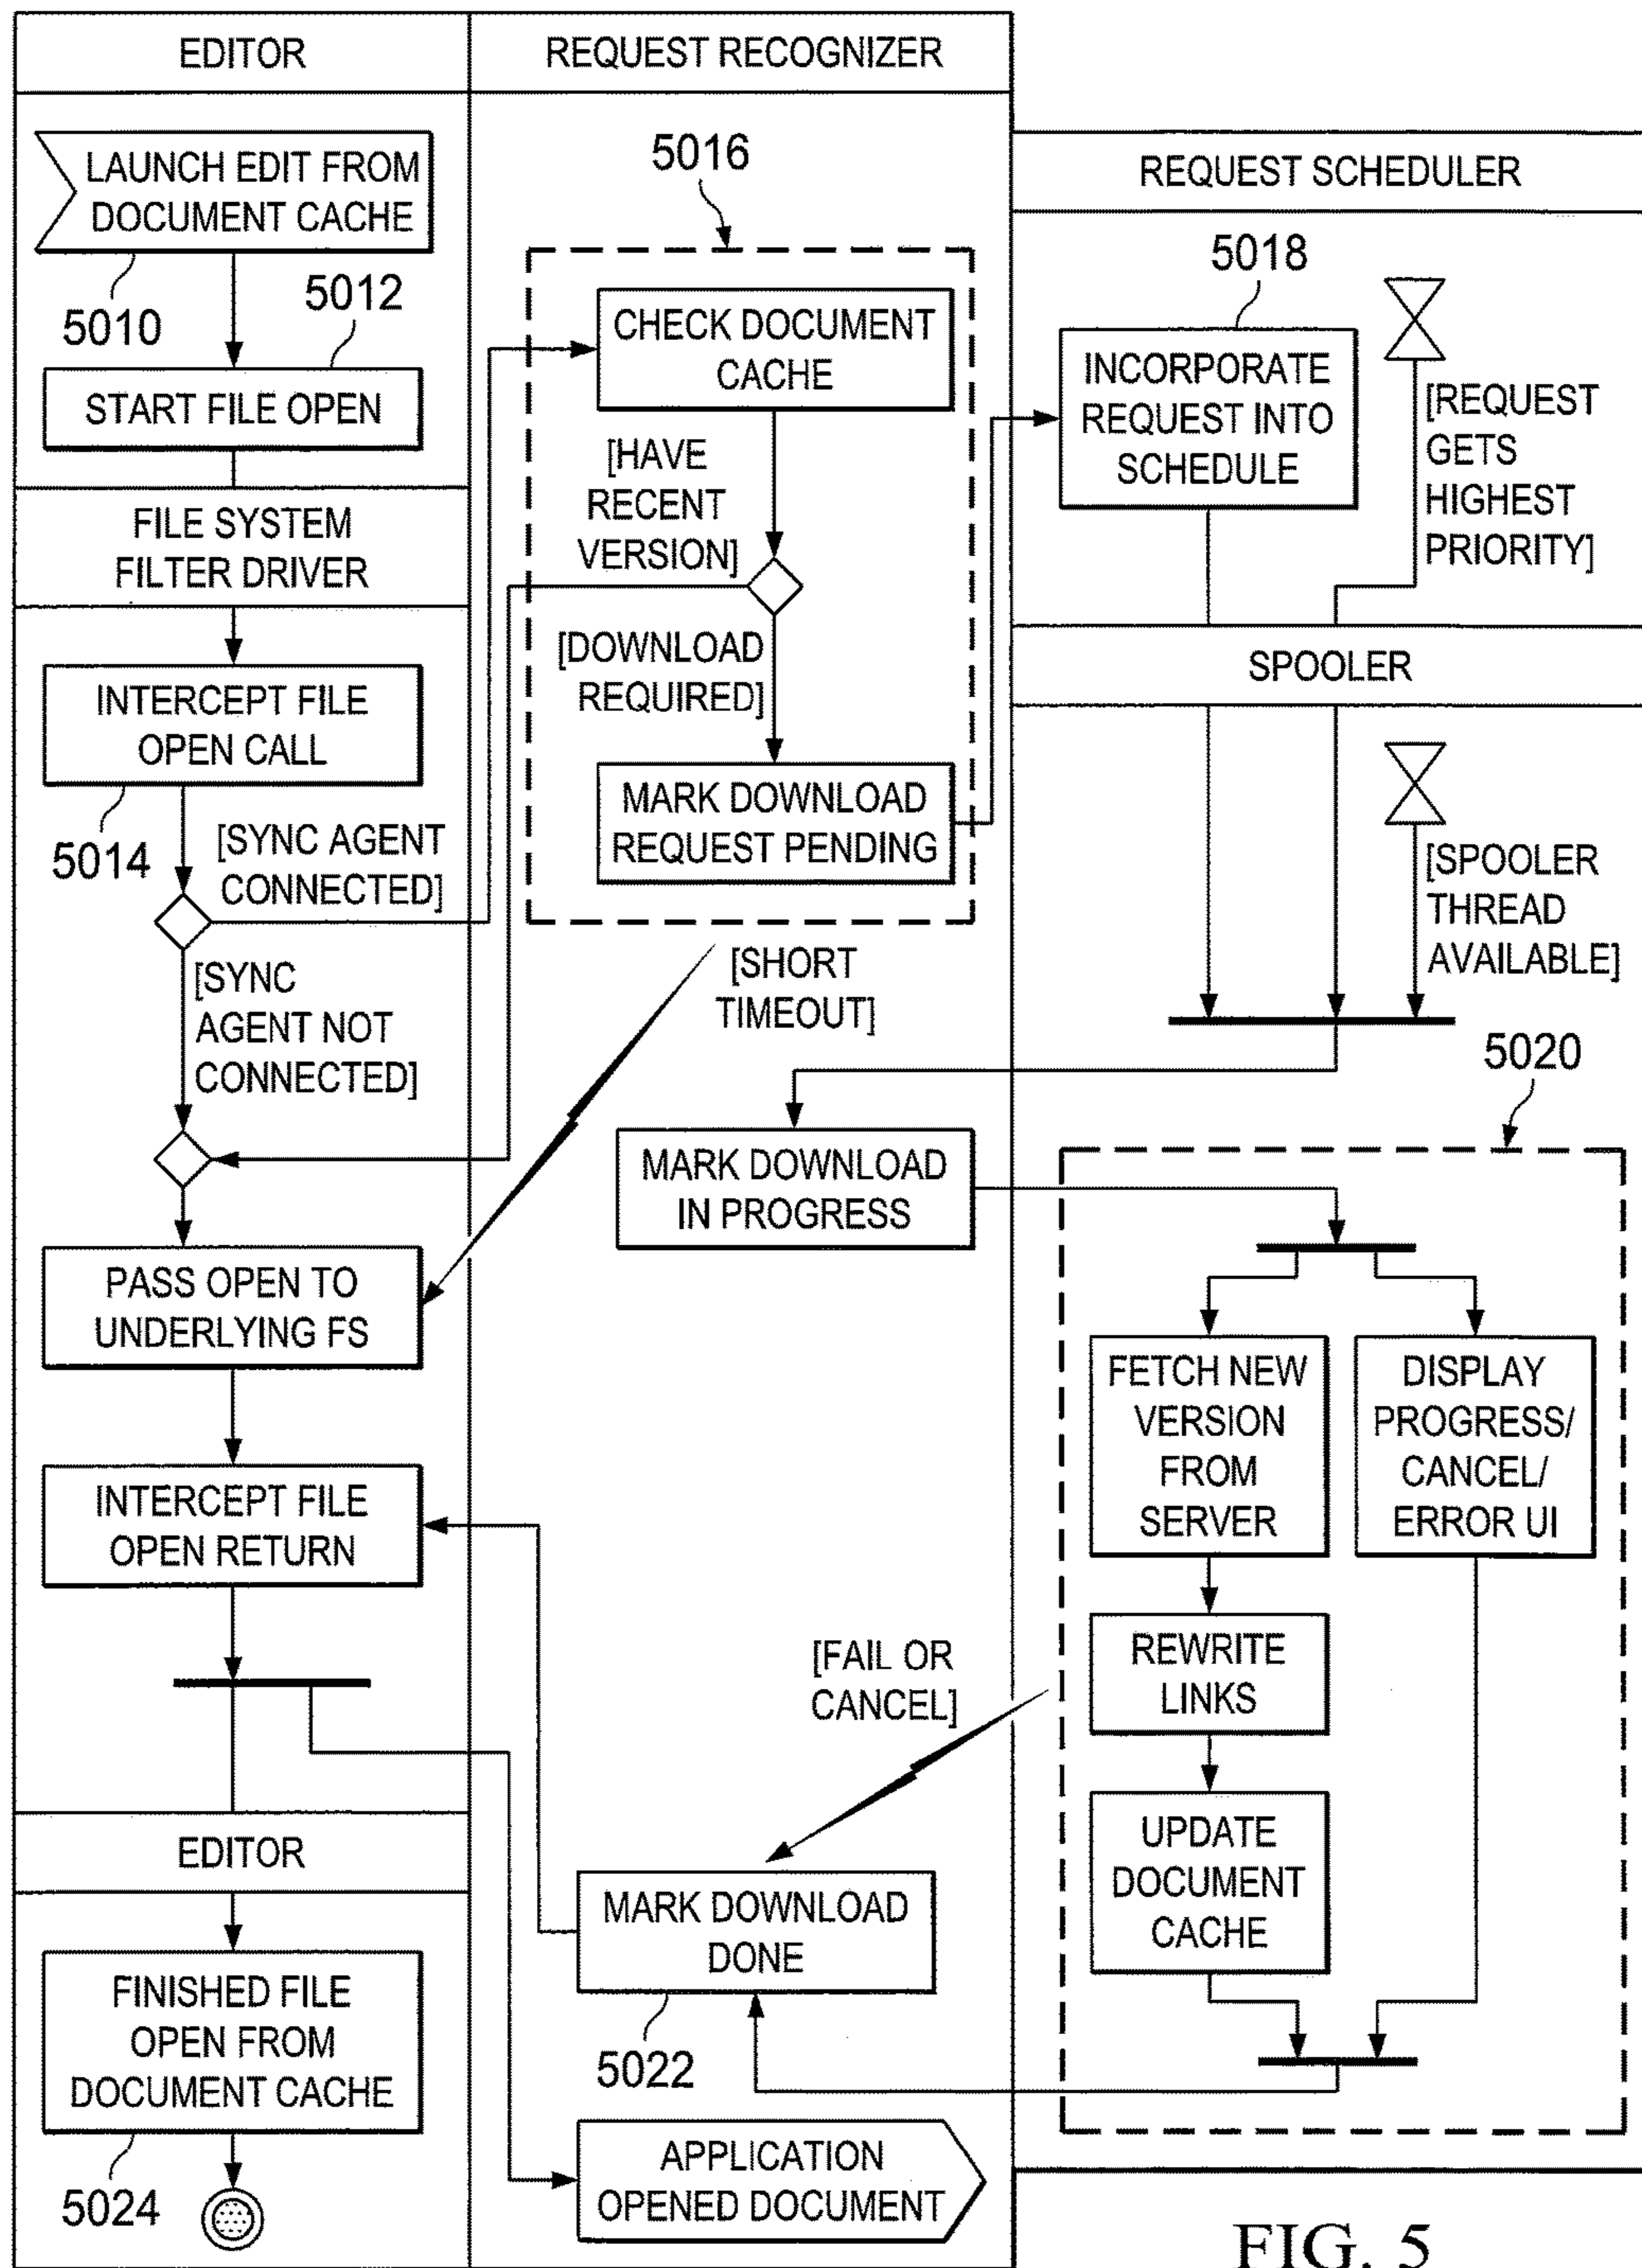 EDITOR
LAUNCH EDIT FROM
DOCUMENT CACHE
5010
5012
START FILE OPEN
FILE SYSTEM
FILTER DRIVER
INTERCEPT FILE
OPEN CALL
5014
[SYNC AGENT
CONNECTED]
[SYNC
AGENT NOT
CONNECTED]
PASS OPEN TO
UNDERLYING FS
INTERCEPT FILE
OPEN RETURN
EDITOR
FINISHED FILE
OPEN FROM
DOCUMENT CACHE
5024
REQUEST RECOGNIZER
5016
CHECK DOCUMENT
CACHE
[HAVE
RECENT
VERSION]
[DOWNLOAD
REQUIRED]
MARK DOWNLOAD
REQUEST PENDING
[SHORT
TIMEOUT]
MARK DOWNLOAD
IN PROGRESS
[FAIL OR
CANCEL]
MARK DOWNLOAD
DONE
5022
APPLICATION
OPENED DOCUMENT
REQUEST SCHEDULER
5018
INCORPORATE
REQUEST INTO
SCHEDULE
[REQUEST
GETS
HIGHEST
PRIORITY]
SPOOLER
[SPOOLER
THREAD
AVAILABLE]
5020
FETCH NEW
VERSION
FROM
SERVER
DISPLAY
PROGRESS/
CANCEL/
ERROR UI
REWRITE
LINKS
UPDATE
DOCUMENT
CACHE
FIG. 5